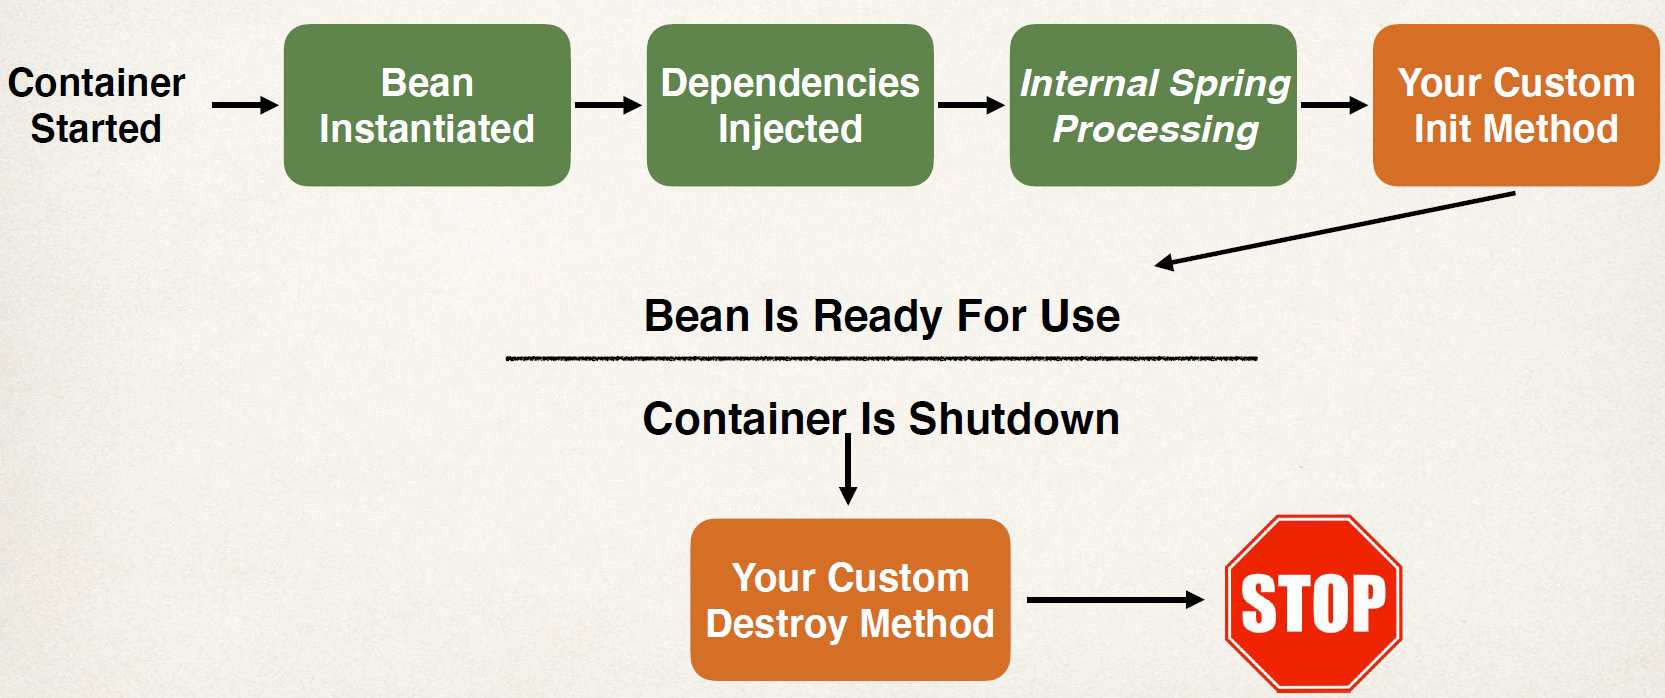 Container
Started
Bean
Instantiated
Dependencies
Injected
Internal Spring
Processing
Your Custom
Init Method
Bean Is Ready For Use
Container Is Shutdown
Your Custom
Destroy Method
STOP